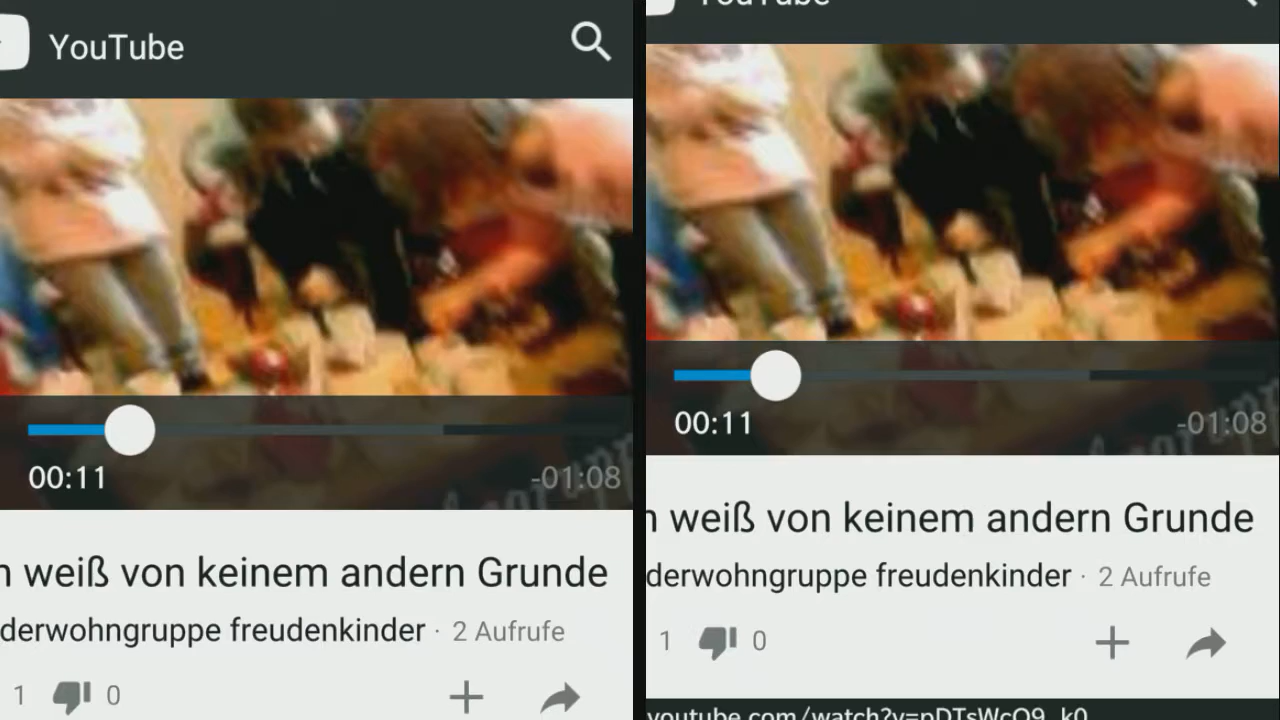 YouTube
00:11
-01:08
weiß von keinem andern Grunde
derwohngruppe freudenkinder · 2 Aufrufe
1 0
YouTube
00:11
-01:08
weiß von keinem andern Grunde
derwohngruppe freudenkinder · 2 Aufrufe
1 0